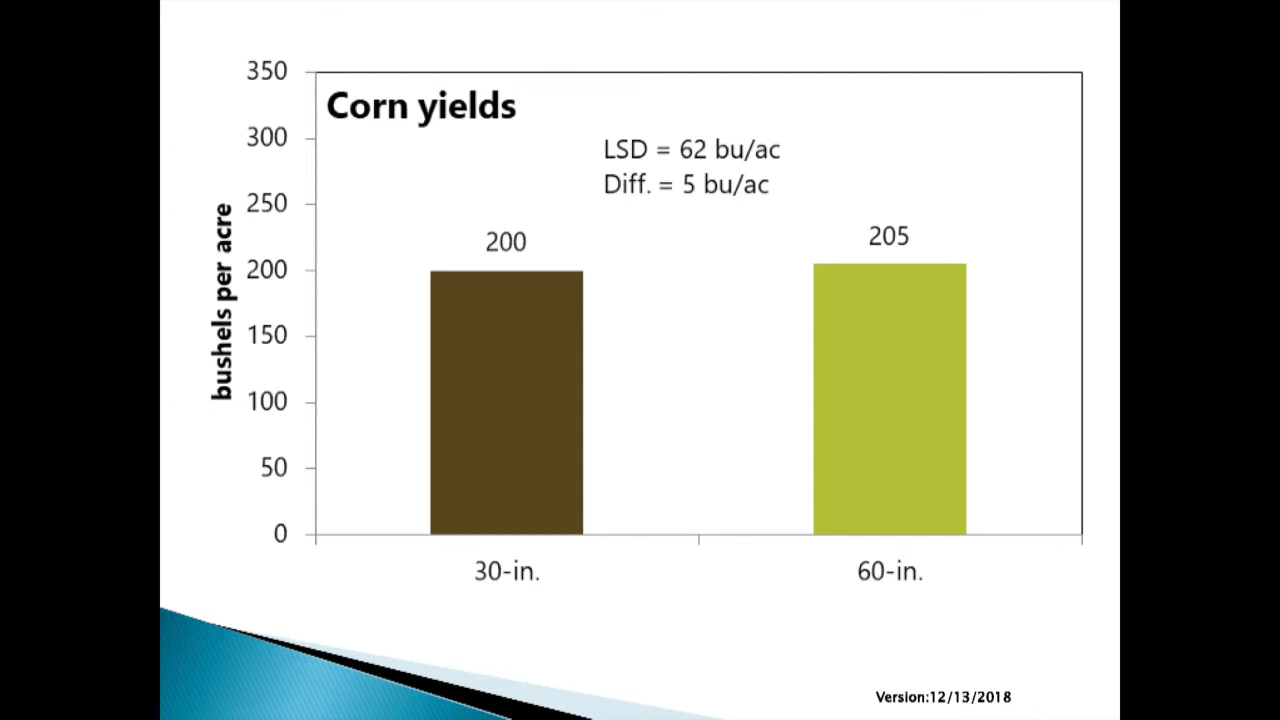 Corn yields
LSD = 62 bu/ac
Diff. = 5 bu/ac
350
300
250
200
150
100
50
0
bushels per acre
200
205
30-in.
60-in.
Version:12/13/2018